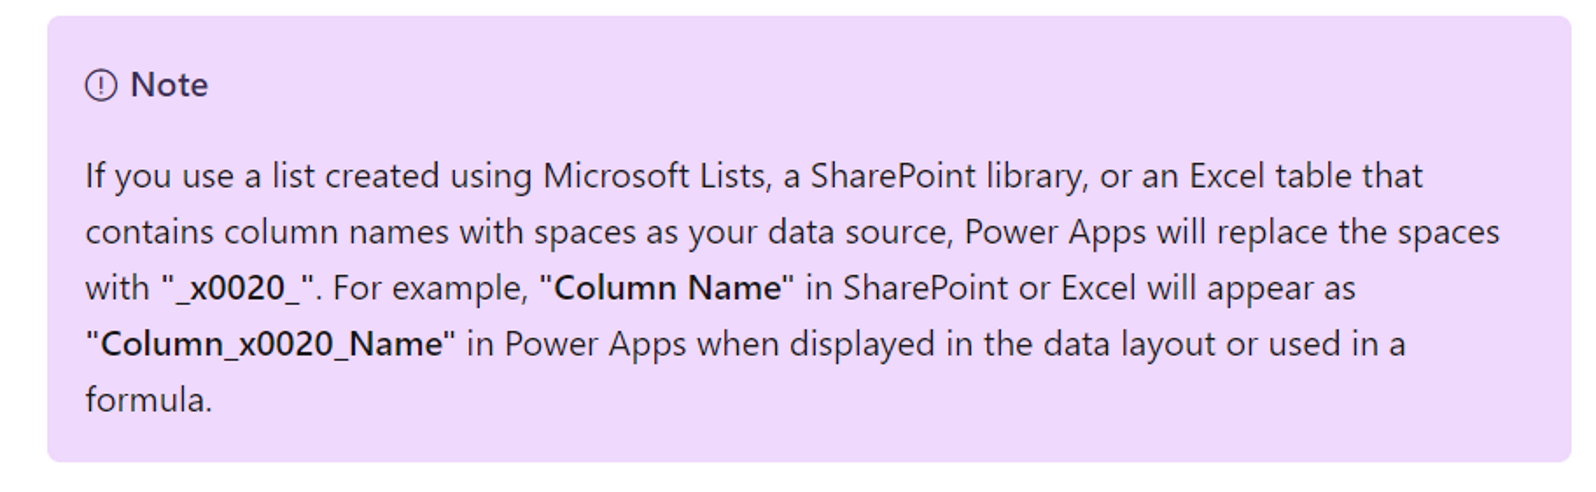 Note
If you use a list created using Microsoft Lists, a SharePoint library, or an Excel table that
contains column names with spaces as your data source, Power Apps will replace the spaces
with "_x0020_". For example, "Column Name" in SharePoint or Excel will appear as
"Column_x0020_Name" in Power Apps when displayed in the data layout or used in a
formula.